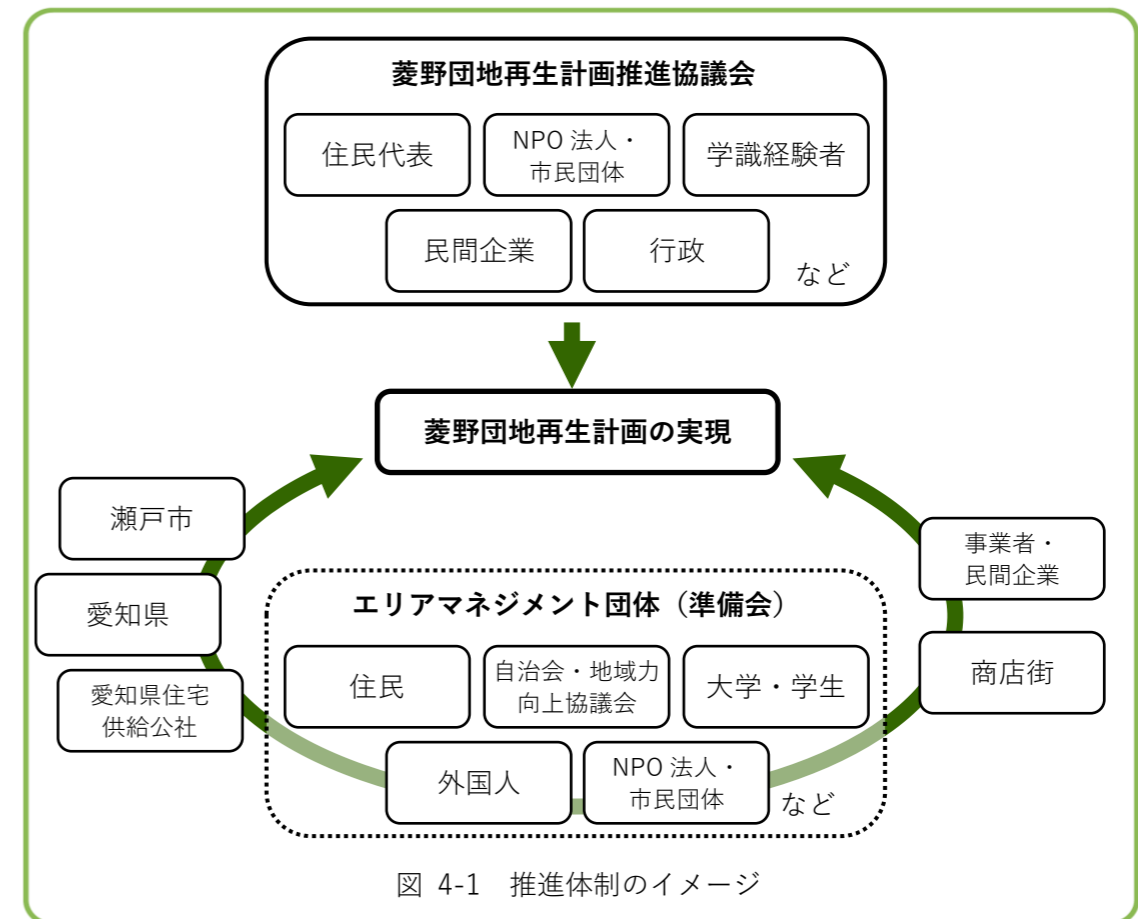 菱野団地再生計画推進協議会
住民代表
NPO 法人・
市民団体
学識経験者
民間企業
行政
など
菱野団地再生計画の実現
瀬戸市
愛知県
愛知県住宅
供給公社
事業者・
民間企業
商店街
エリアマネジメント団体（準備会）
住民
自治会・地域力
向上協議会
大学・学生
外国人
NPO 法人・
市民団体
など
図 4-1　推進体制のイメージ